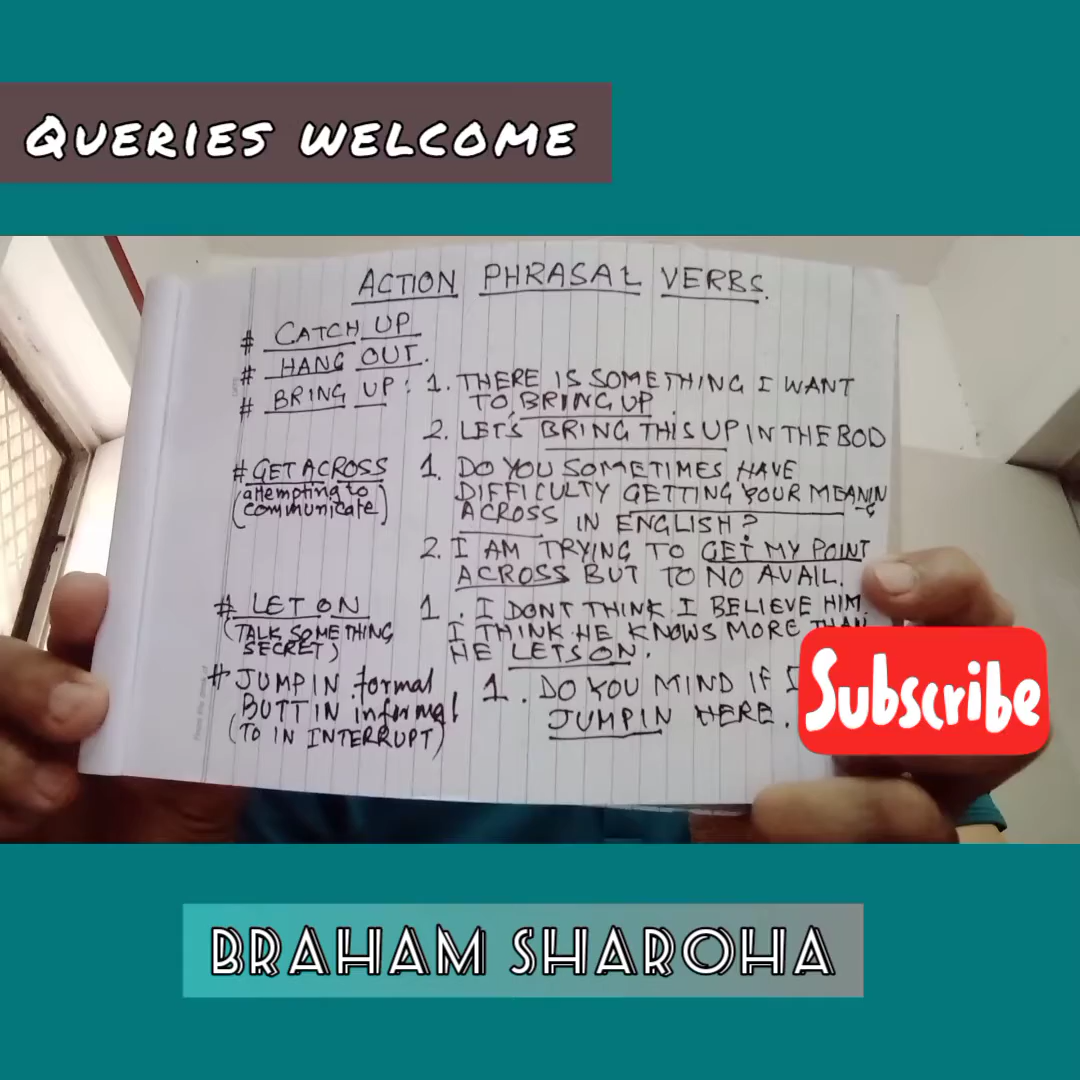 QUERIES WELCOME
ACTION PHRASAL VERBS.
# CATCH UP
# HANG OUT.
# BRING UP : 1. THERE IS SOMETHING I WANT
TO BRING UP.
2. LET'S BRING THIS UP IN THE BOD
# GET ACROSS 1. DO YOU SOMETIMES HAVE
(attempting to communicate) DIFFICULTY GETTING YOUR MEANING
ACROSS IN ENGLISH?
2. I AM TRYING TO GET MY POINT
ACROSS BUT TO NO AVAIL.
# LET ON 1. I DONT THINK I BELIEVE HIM.
(TALK SOMETHING I THINK HE KNOWS MORE THAN
SECRET) HE LETS ON.
# JUMP IN formal 1. DO YOU MIND IF I
BUTT IN informal JUMP IN HERE.
(TO IN INTERRUPT)
Subscribe
BRAHAM SHAROHA